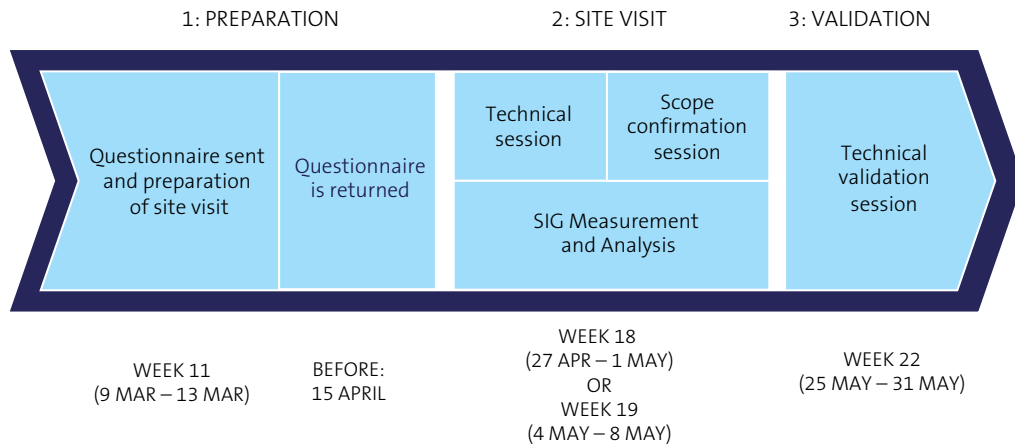 1: PREPARATION
2: SITE VISIT
3: VALIDATION
Questionnaire sent
and preparation
of site visit
Questionnaire
is returned
Technical
session
Scope
confirmation
session
SIG Measurement
and Analysis
Technical
validation
session
WEEK 11
(9 MAR – 13 MAR)
BEFORE:
15 APRIL
WEEK 18
(27 APR – 1 MAY)
OR
WEEK 19
(4 MAY – 8 MAY)
WEEK 22
(25 MAY – 31 MAY)